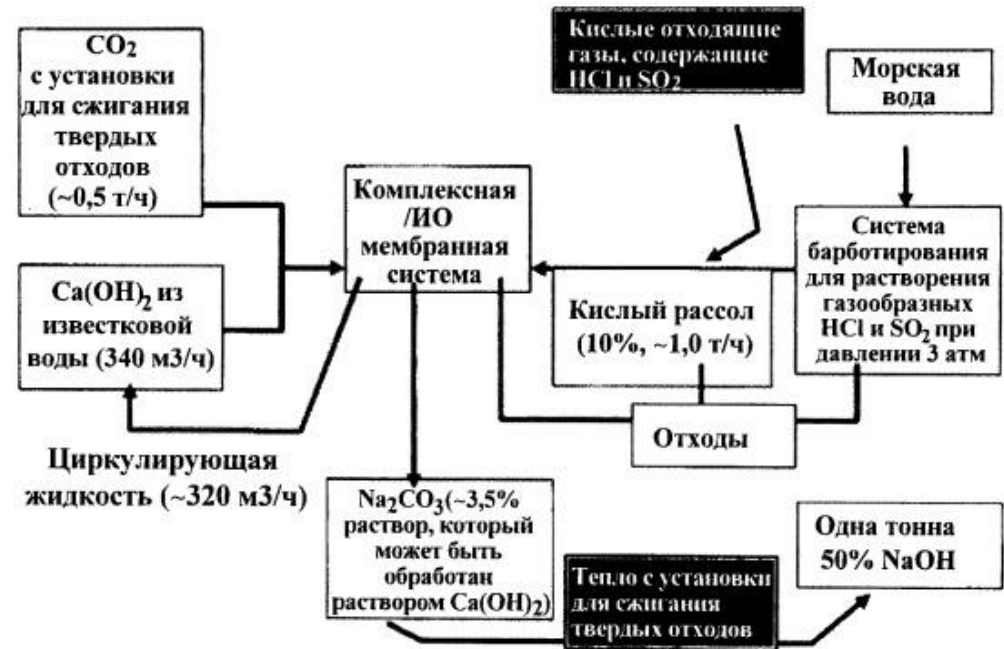 CO2
с установки
для сжигания
твердых
отходов
(~0,5 т/ч)
Кислые отходящие
газы, содержащие
HCl и SO2
Морская
вода
Комплексная
/ИО
мембранная
система
Система
барботирования
для растворения
газообразных
HCl и SO2 при
давлении 3 атм
Ca(OH)2 из
известковой
воды (340 м3/ч)
Кислый рассол
(10%, ~1,0 т/ч)
Отходы
Циркулирующая
жидкость (~320 м3/ч)
Na2CO3(~3,5%
раствор, который
может быть
обработан
раствором Ca(OH)2)
Тепло с установки
для сжигания
твердых отходов
Одна тонна
50% NaOH